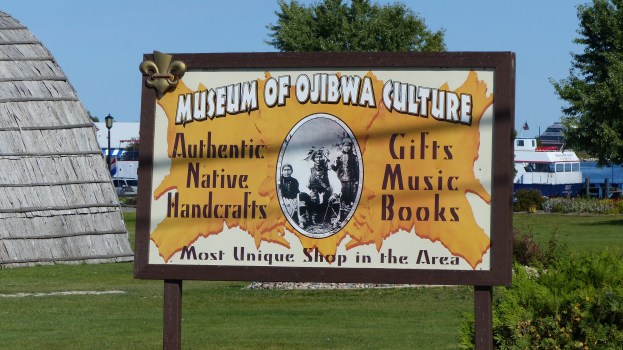 MUSEUM OF OJIBWA CULTURE
Authentic
Native
Handcrafts
Gifts
Music
Books
Most Unique Shop in the Area